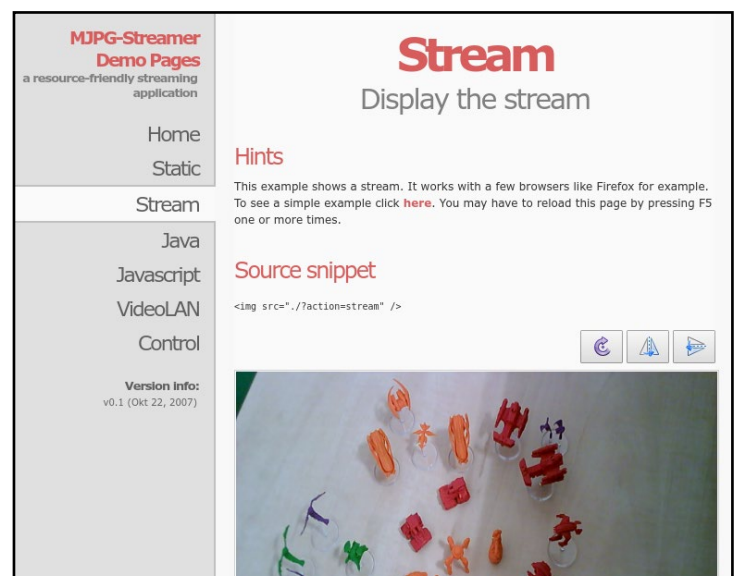 MJPG-Streamer
Demo Pages
a resource-friendly streaming
application
Home
Static
Stream
Java
Javascript
VideoLAN
Control
Version info:
v0.1 (Okt 22, 2007)
Stream
Display the stream
Hints
This example shows a stream. It works with a few browsers like Firefox for example.
To see a simple example click here. You may have to reload this page by pressing F5
one or more times.
Source snippet
<img src="./?action=stream" />